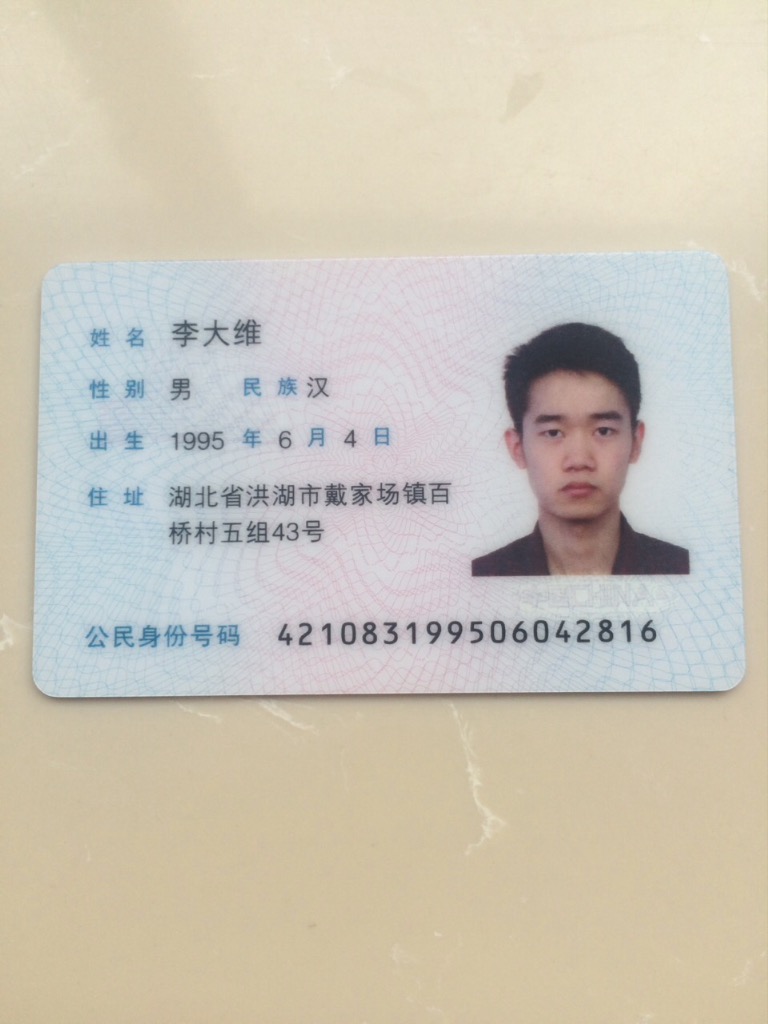 姓名 李大维
性别 男 民族 汉
出生 1995 年 6 月 4 日
住址 湖北省洪湖市戴家场镇百
桥村五组43号
公民身份号码 421083199506042816